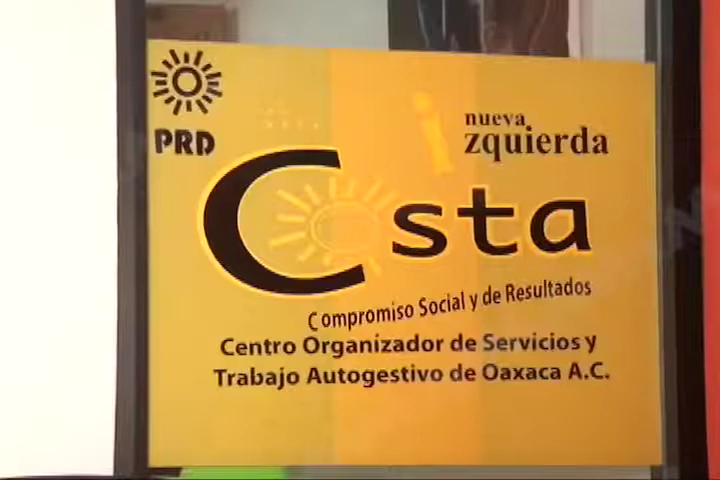 PRD
nueva
izquierda
Costa
Compromiso Social y de Resultados
Centro Organizador de Servicios y
Trabajo Autogestivo de Oaxaca A.C.